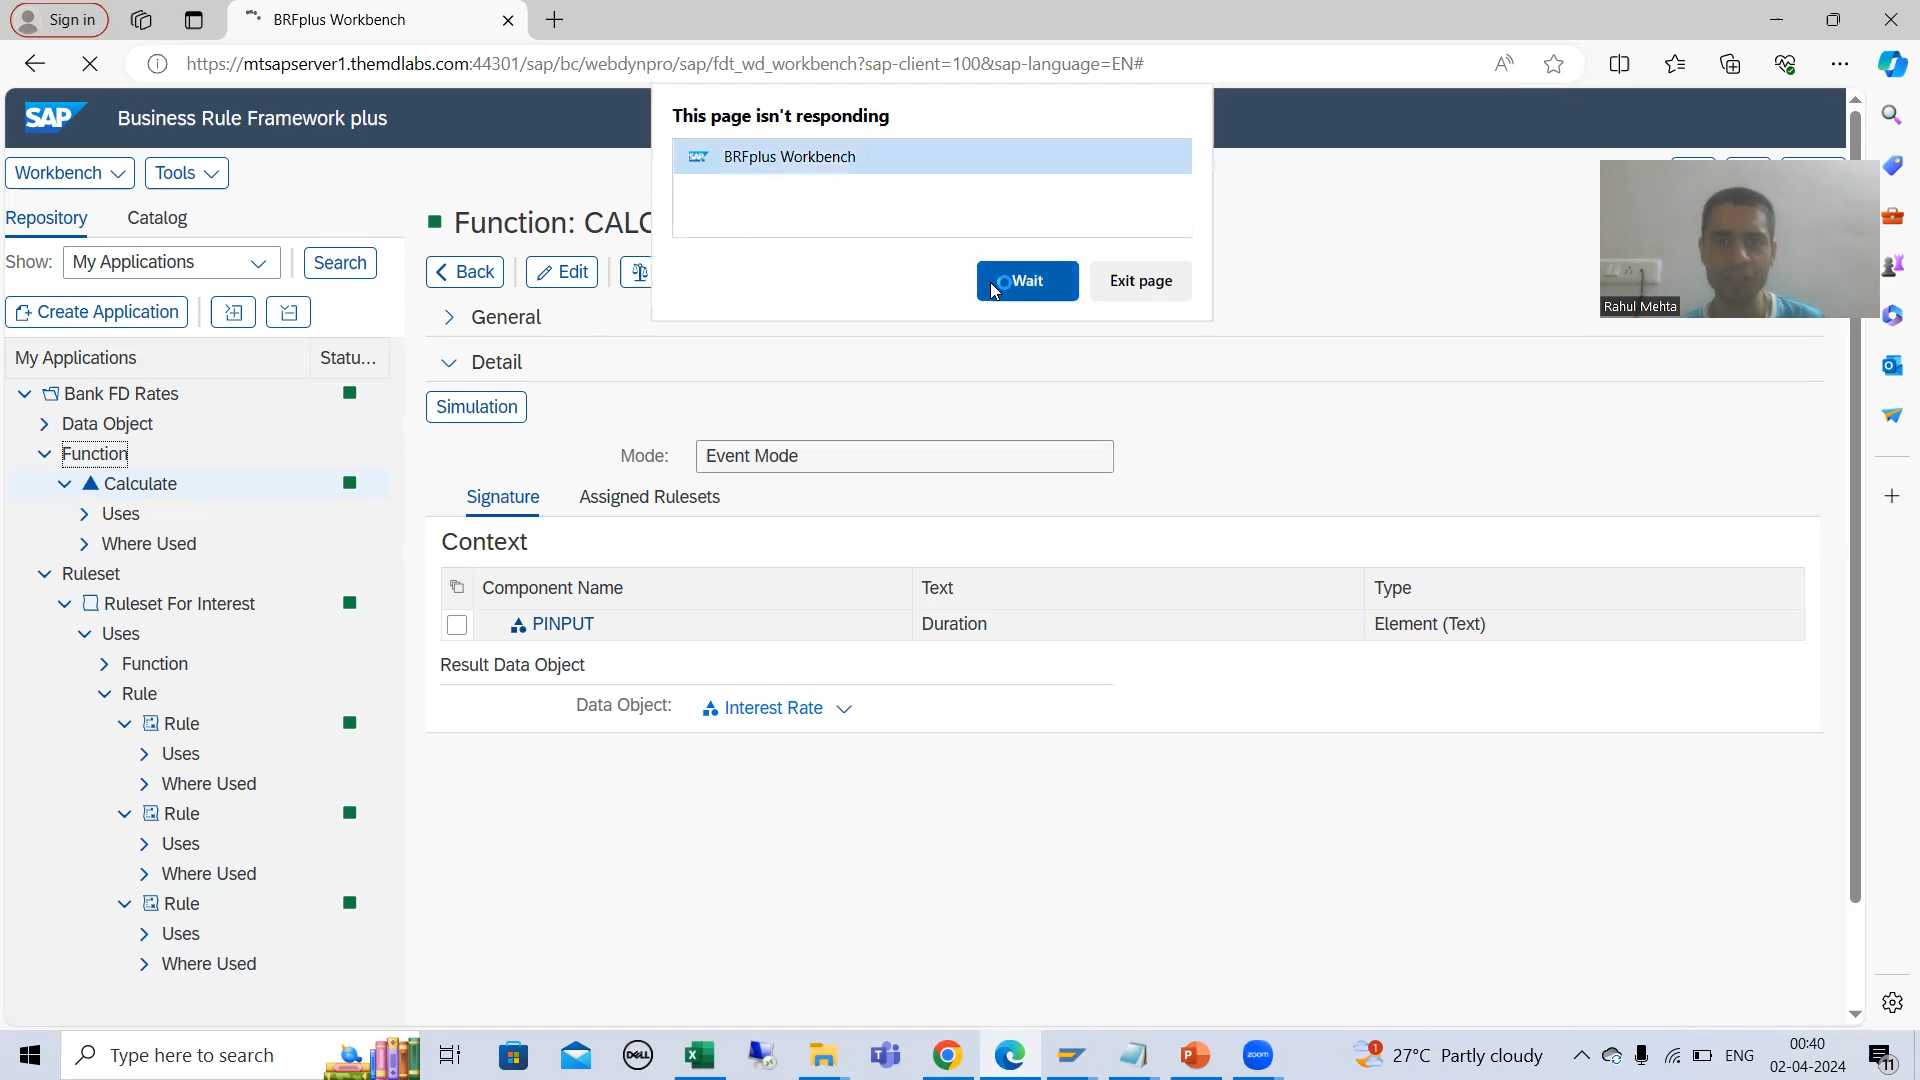 Sign in
BRFplus Workbench
https://mtsapserver1.themdlabs.com:44301/sap/bc/webdynpro/sap/fdt_wd_workbench?sap-client=100&sap-language=EN#
SAP
Business Rule Framework plus
This page isn't responding
SAP BRFplus Workbench
Wait
Exit page
Workbench
Tools
Repository
Catalog
Function: CALC
Show:
My Applications
Search
Back
Edit
Rahul Mehta
Create Application
General
My Applications
Statu...
Detail
Bank FD Rates
Simulation
Data Object
Function
Mode:
Event Mode
Calculate
Signature
Assigned Rulesets
Uses
Where Used
Context
Ruleset
Component Name
Text
Type
Ruleset For Interest
PINPUT
Duration
Element (Text)
Uses
Function
Result Data Object
Rule
Data Object:
Interest Rate
Rule
Uses
Where Used
Rule
Uses
Where Used
Rule
Uses
Where Used
Type here to search
DELL
zoom
1
27°C Partly cloudy
ENG
00:40
02-04-2024
11